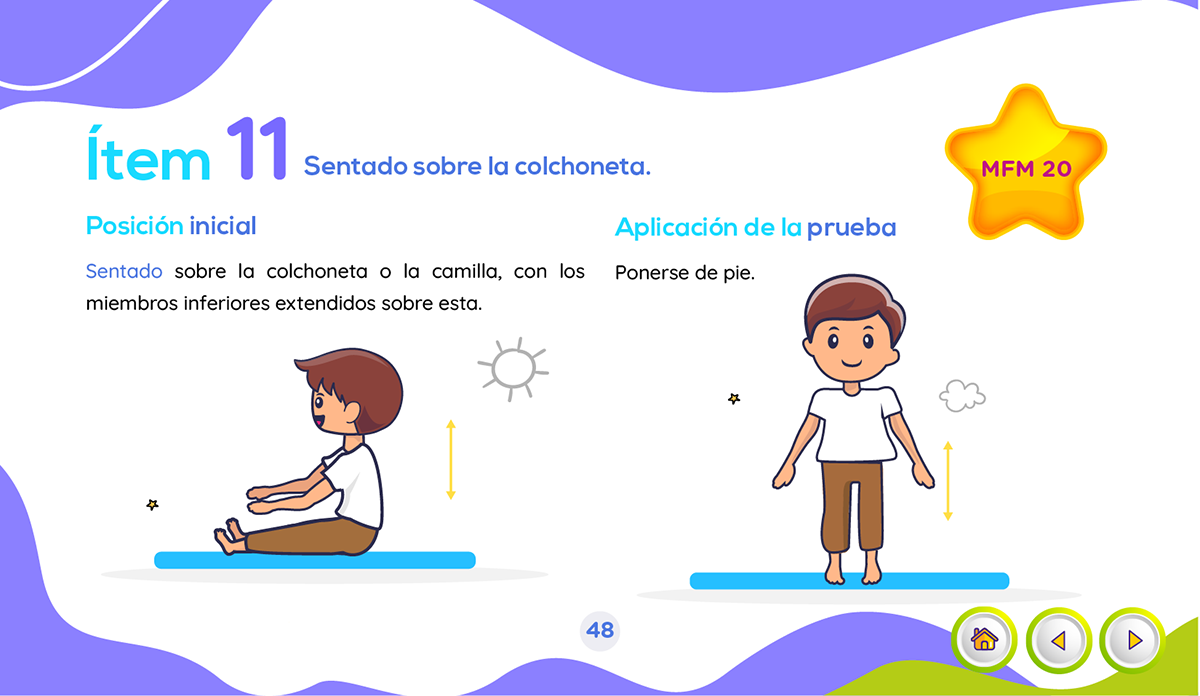 Ítem 11 Sentado sobre la colchoneta.
MFM 20
Posición inicial
Sentado sobre la colchoneta o la camilla, con los
miembros inferiores extendidos sobre esta.
Aplicación de la prueba
Ponerse de pie.
48